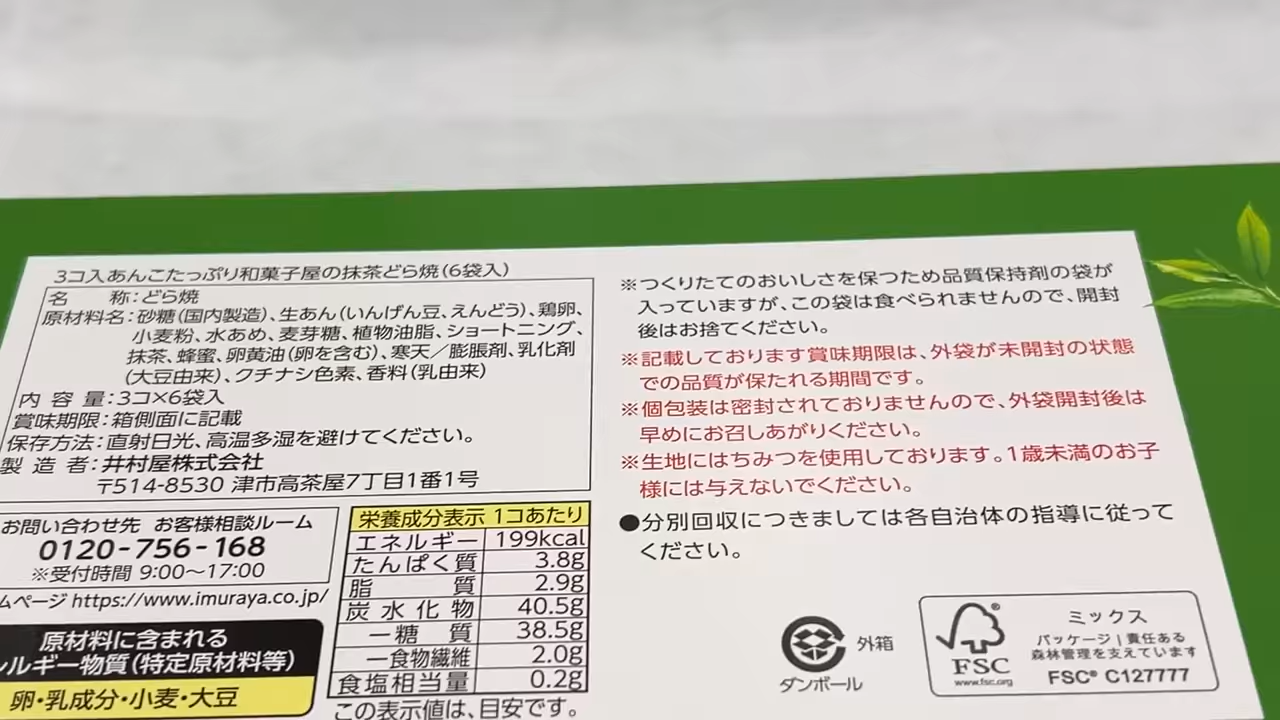 3コ入あんこたっぷり和菓子屋の抹茶どら焼(6袋入)
名 称:どら焼
原材料名:砂糖(国内製造)、生あん(いんげん豆、えんどう)、鶏卵、
小麦粉、水あめ、麦芽糖、植物油脂、ショートニング、
抹茶、蜂蜜、卵黄油(卵を含む)、寒天/膨脹剤、乳化剤
(大豆由来)、クチナシ色素、香料(乳由来)
内容量:3コ×6袋入
賞味期限:箱側面に記載
保存方法:直射日光、高温多湿を避けてください。
製造者:井村屋株式会社
〒514-8530 津市高茶屋7丁目1番1号
お問い合わせ先 お客様相談ルーム
0120-756-168
※受付時間 9:00~17:00
ムページ https://www.imuraya.co.jp/
原材料に含まれる
ルギー物質(特定原材料等)
卵・乳成分・小麦・大豆
栄養成分表示 1コあたり
エネルギー 199kcal
たんぱく質 3.8g
脂質 2.9g
炭水化物 40.5g
ー糖質 38.5g
ー食物繊維 2.0g
食塩相当量 0.2g
この表示値は、目安です。
※つくりたてのおいしさを保つため品質保持剤の袋が
入っていますが、この袋は食べられませんので、開封
後はお捨てください。
※記載しております賞味期限は、外袋が未開封の状態
での品質が保たれる期間です。
※個包装は密封されておりませんので、外袋開封後は
早めにお召しあがりください。
※生地にはちみつを使用しております。1歳未満のお子
様には与えないでください。
●分別回収につきましては各自治体の指導に従って
ください。
外箱
ダンボール
FSC®
www.fsc.org
ミックス
パッケージ|責任ある
森林管理を支えています
FSC® C127777